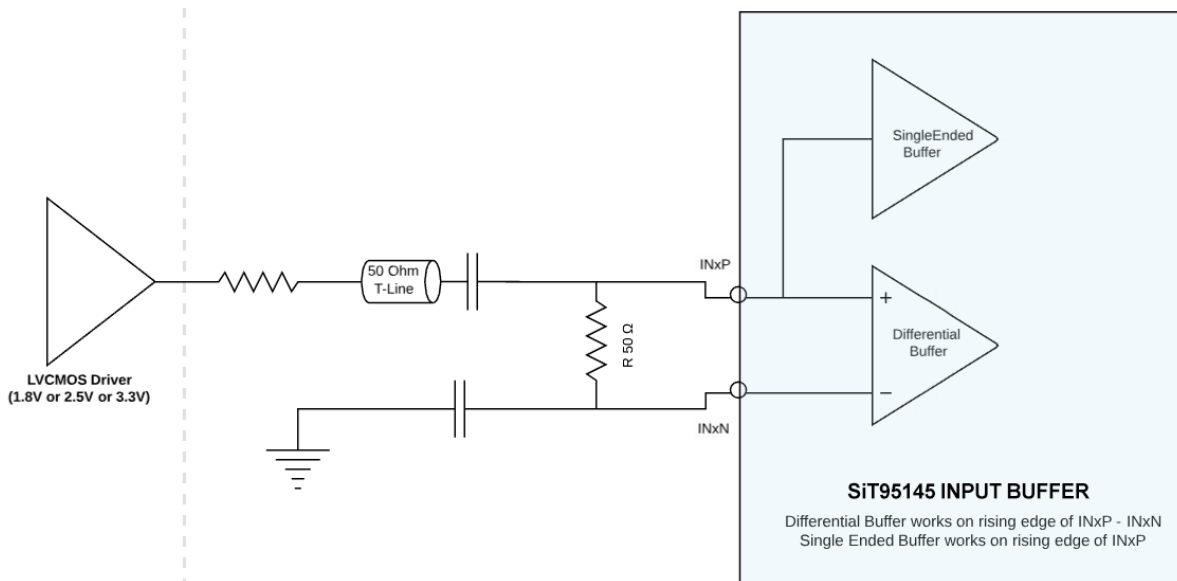 SingleEnded
Buffer
50 Ohm
T-Line
INxP
+
R 50 Ω
Differential
Buffer
−
LVCMOS Driver
(1.8V or 2.5V or 3.3V)
INxN
SiT95145 INPUT BUFFER
Differential Buffer works on rising edge of INxP - INxN
Single Ended Buffer works on rising edge of INxP